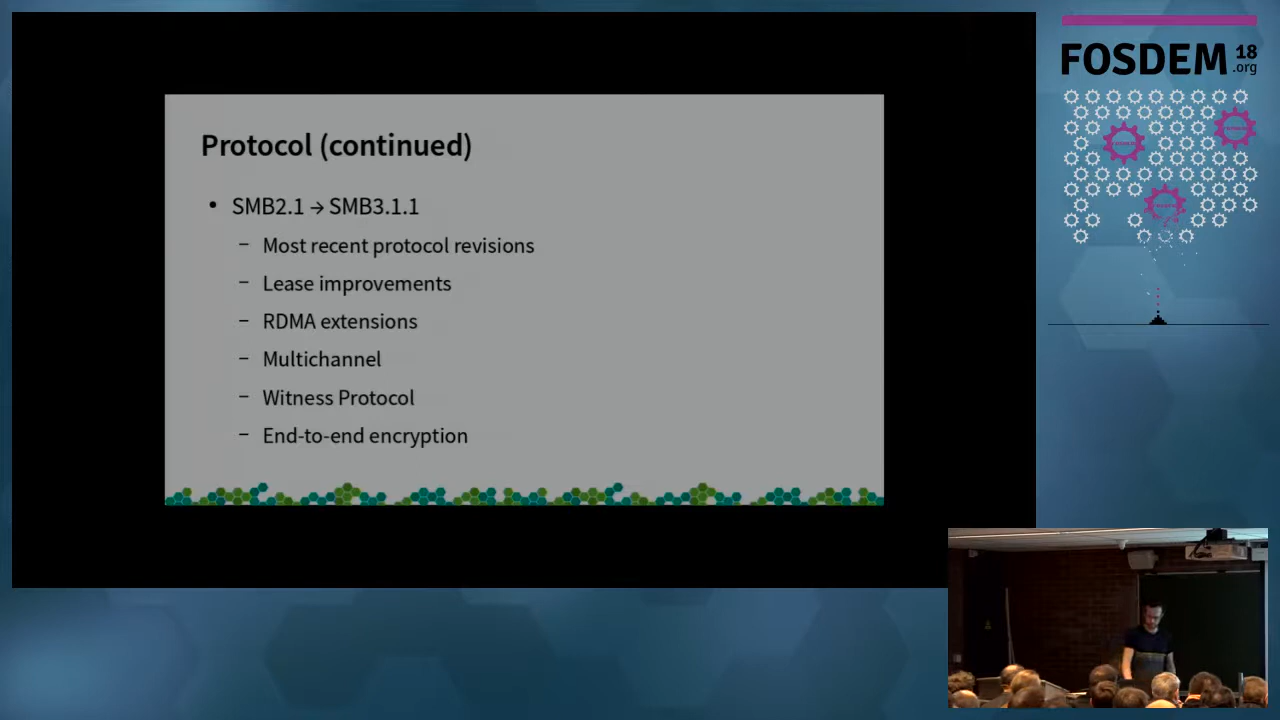 Protocol (continued)
• SMB2.1 → SMB3.1.1
– Most recent protocol revisions
– Lease improvements
– RDMA extensions
– Multichannel
– Witness Protocol
– End-to-end encryption
FOSDEM 18
.org